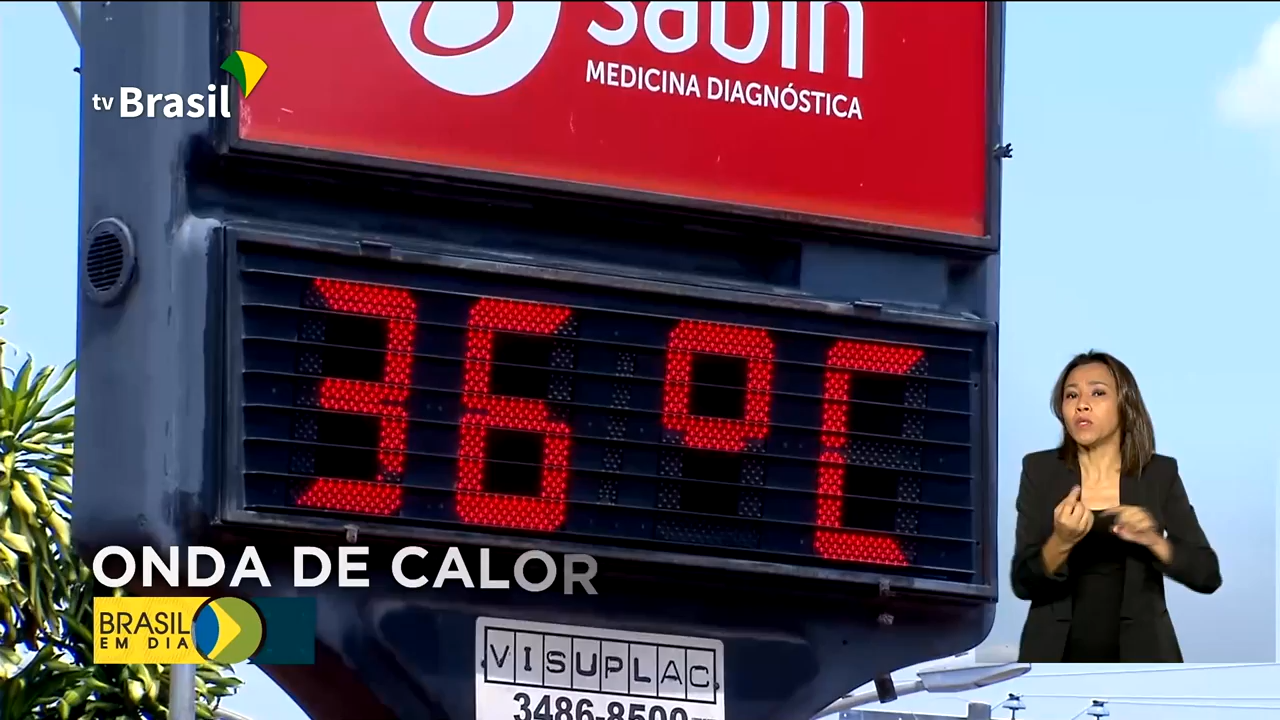 sabin
MEDICINA DIAGNÓSTICA
tv Brasil
36°C
ONDA DE CALOR
BRASIL
EM DIA
VISUPLAC
3486-8500